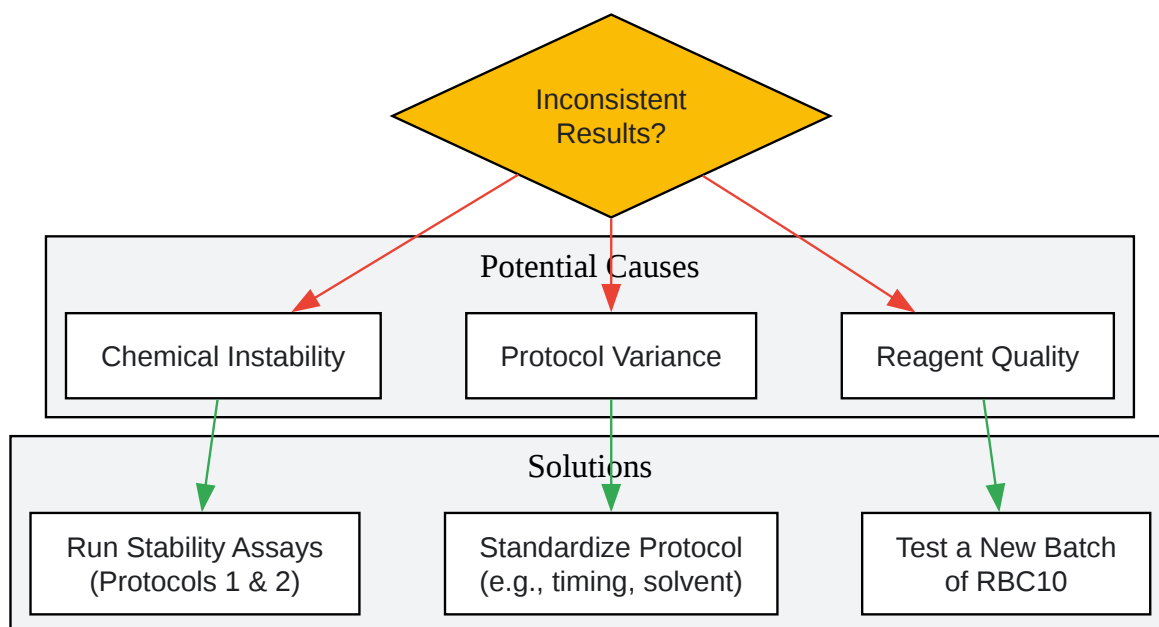 Inconsistent
Results?
Potential Causes
Chemical Instability
Protocol Variance
Reagent Quality
Solutions
Run Stability Assays
(Protocols 1 & 2)
Standardize Protocol
(e.g., timing, solvent)
Test a New Batch
of RBC10